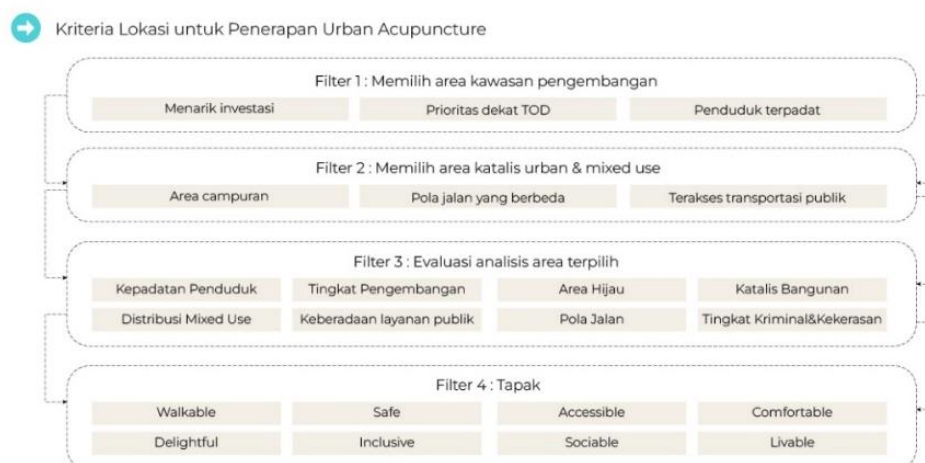 Kriteria Lokasi untuk Penerapan Urban Acupuncture
Filter 1 : Memilih area kawasan pengembangan
Menarik investasi
Prioritas dekat TOD
Penduduk terpadat
Filter 2 : Memilih area katalis urban & mixed use
Area campuran
Pola jalan yang berbeda
Terakses transportasi publik
Filter 3 : Evaluasi analisis area terpilih
Kepadatan Penduduk
Tingkat Pengembangan
Area Hijau
Katalis Bangunan
Distribusi Mixed Use
Keberadaan layanan publik
Pola Jalan
Tingkat Kriminal&Kekerasan
Filter 4 : Tapak
Walkable
Safe
Accessible
Comfortable
Delightful
Inclusive
Sociable
Livable